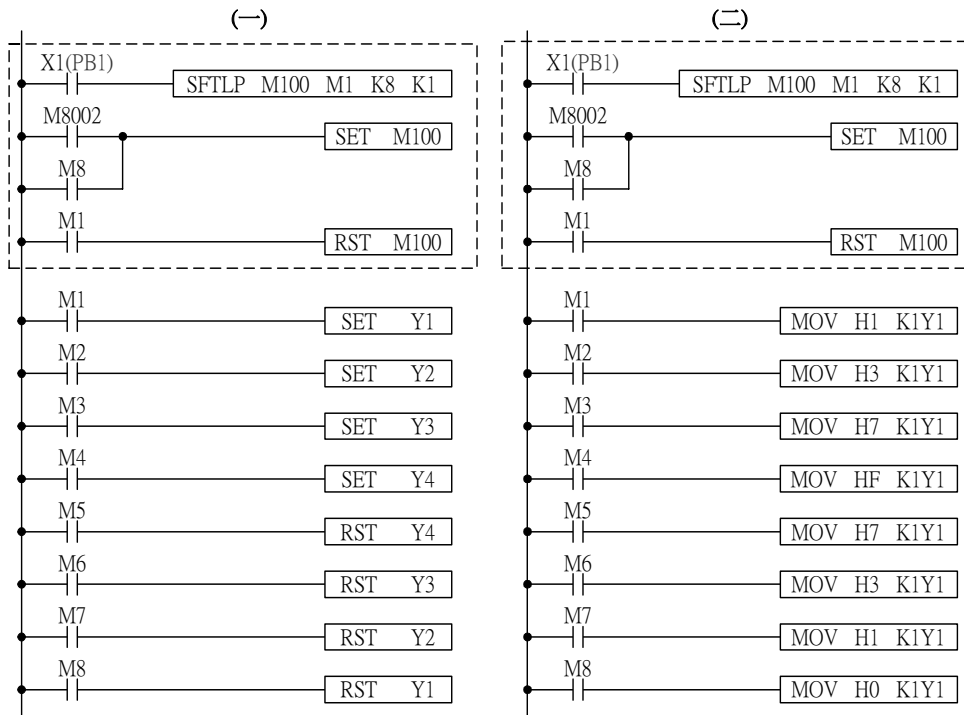 (一)
X1(PB1)
SFTLP M100 M1 K8 K1
M8002
SET M100
M8
M1
RST M100
M1
SET Y1
M2
SET Y2
M3
SET Y3
M4
SET Y4
M5
RST Y4
M6
RST Y3
M7
RST Y2
M8
RST Y1
(二)
X1(PB1)
SFTLP M100 M1 K8 K1
M8002
SET M100
M8
M1
RST M100
M1
MOV H1 K1Y1
M2
MOV H3 K1Y1
M3
MOV H7 K1Y1
M4
MOV HF K1Y1
M5
MOV H7 K1Y1
M6
MOV H3 K1Y1
M7
MOV H1 K1Y1
M8
MOV H0 K1Y1